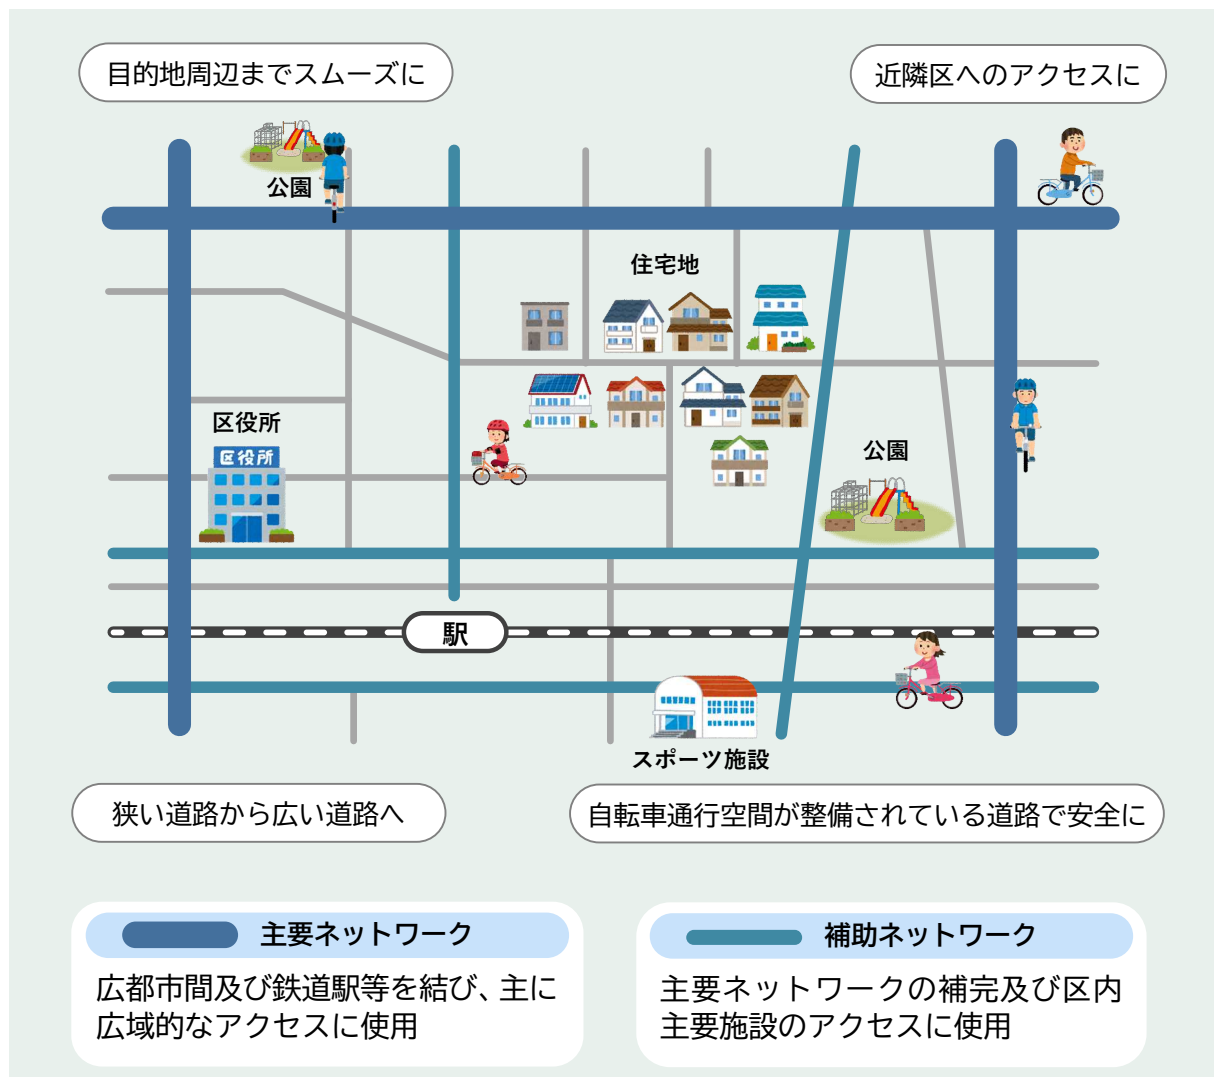 目的地周辺までスムーズに
近隣区へのアクセスに
公園
住宅地
区役所
区役所
公園
駅
スポーツ施設
狭い道路から広い道路へ
自転車通行空間が整備されている道路で安全に
主要ネットワーク
広都市間及び鉄道駅等を結び、主に
広域的なアクセスに使用
補助ネットワーク
主要ネットワークの補完及び区内
主要施設のアクセスに使用